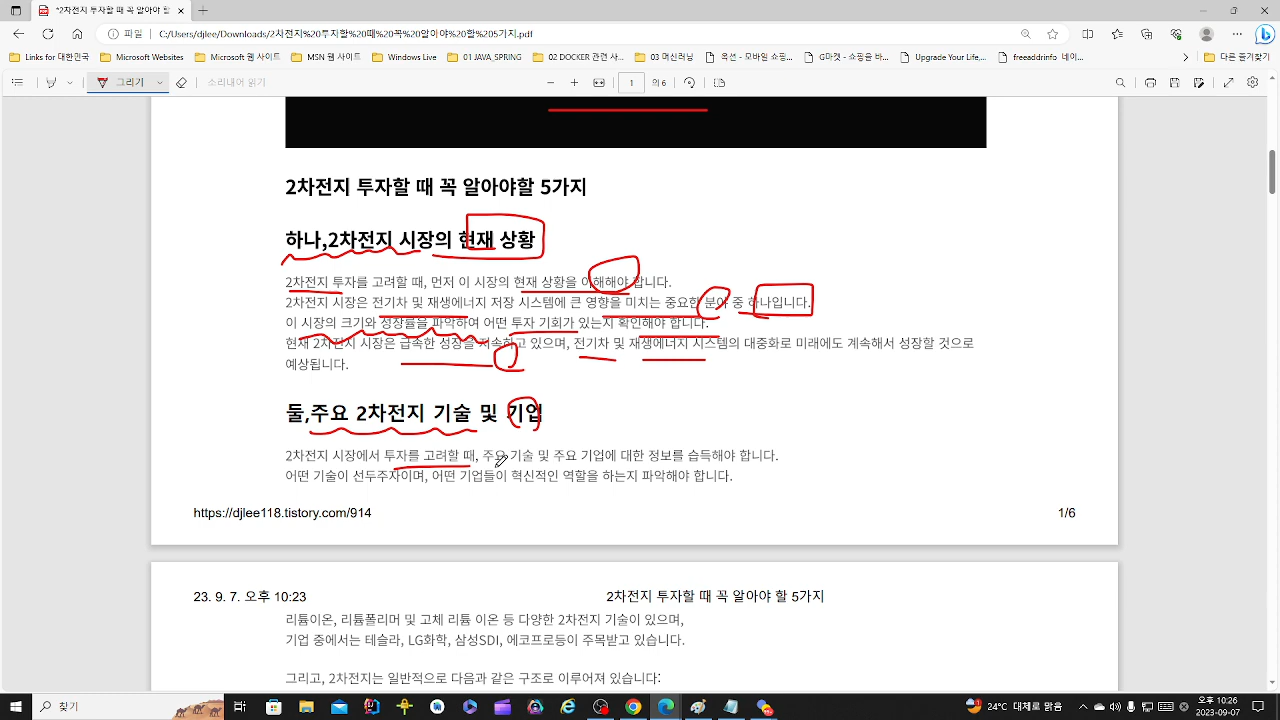 *2차전지 투자할 때 꼭 알아야 할
파일
C:/Users/djlee/Downloads/2차전지%20투자할%20때%20꼭%20알아야%20할%205가지.pdf
Links for 대한민국
Microsoft 웹 사이트
MSN 웹 사이트
Windows Live
01 JAVA_SPRING
02 DOCKER 관련 사...
03 머신러닝
옥션 - 모바일 쇼핑...
G마켓 - 쇼핑을 바...
Upgrade Your Life,...
freeaddrinfo 네이...
다른 즐겨찾기
그리기
소리내어 읽기
1
의 6
2차전지 투자할 때 꼭 알아야할 5가지
하나,2차전지 시장의 현재 상황
2차전지 투자를 고려할 때, 먼저 이 시장의 현재 상황을 이해해야 합니다.
2차전지 시장은 전기차 및 재생에너지 저장 시스템에 큰 영향을 미치는 중요한 분야 중 하나입니다.
이 시장의 크기와 성장률을 파악하여 어떤 투자 기회가 있는지 확인해야 합니다.
현재 2차전지 시장은 급속한 성장을 지속하고 있으며, 전기차 및 재생에너지 시스템의 대중화로 미래에도 계속해서 성장할 것으로
예상됩니다.
둘,주요 2차전지 기술 및 기업
2차전지 시장에서 투자를 고려할 때, 주요 기술 및 주요 기업에 대한 정보를 습득해야 합니다.
어떤 기술이 선두주자이며, 어떤 기업들이 혁신적인 역할을 하는지 파악해야 합니다.
https://djlee118.tistory.com/914
1/6
23. 9. 7. 오후 10:23
2차전지 투자할 때 꼭 알아야 할 5가지
리튬이온, 리튬폴리머 및 고체 리튬 이온 등 다양한 2차전지 기술이 있으며,
기업 중에서는 테슬라, LG화학, 삼성SDI, 에코프로등이 주목받고 있습니다.
그리고, 2차전지는 일반적으로 다음과 같은 구조로 이루어져 있습니다:
찾기
24°C 대체로 맑음
오후 10:26
2023-09-07